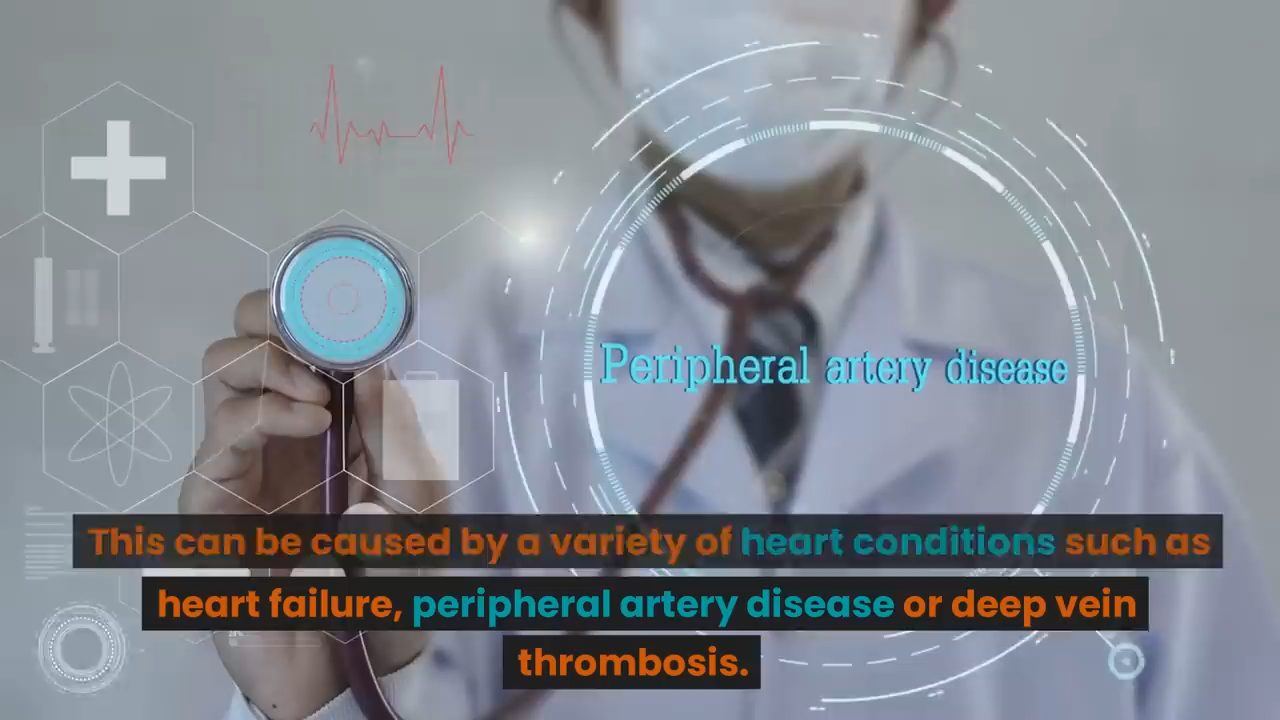 Peripheral artery disease
This can be caused by a variety of heart conditions such as
heart failure, peripheral artery disease or deep vein
thrombosis.